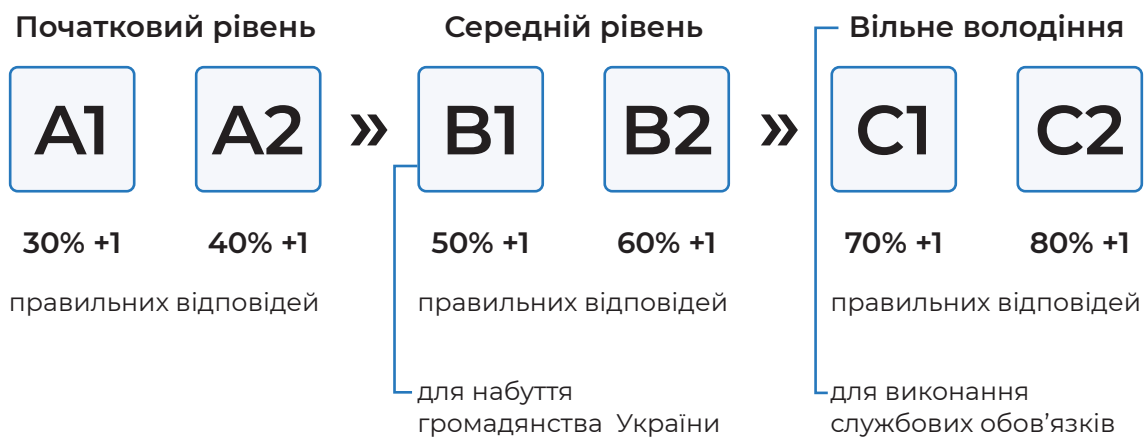 Початковий рівень
Середній рівень
Вільне володіння
A1
A2
»
B1
B2
»
C1
C2
30% +1
40% +1
50% +1
60% +1
70% +1
80% +1
правильних відповідей
правильних відповідей
правильних відповідей
для набуття
громадянства України
для виконання
службових обов’язків